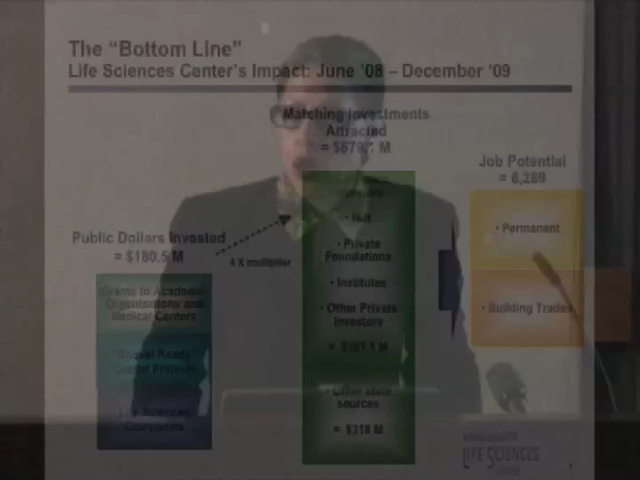 The "Bottom Line"
Life Sciences Center's Impact: June '08 – December '09
Matching Investments
Attracted
Job Potential
= 6,289
• Permanent
• Building Trades
Public Dollars Invested
= $180.5 M
4 X multiplier
• Private
Foundations
• Institutes
• Other Private
Investors
• Other state
sources
= $318 M
Grants to Academic
Organizations and
Medical Centers
"Shovel Ready"
Capital Projects
Life Sciences
Companies
LIFE SCIENCES